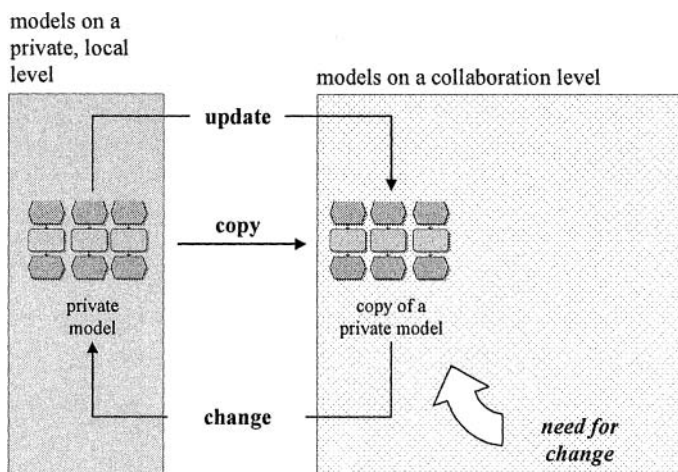 models on a
private, local
level
models on a collaboration level
update
copy
private
model
copy of a
private model
change
need for
change